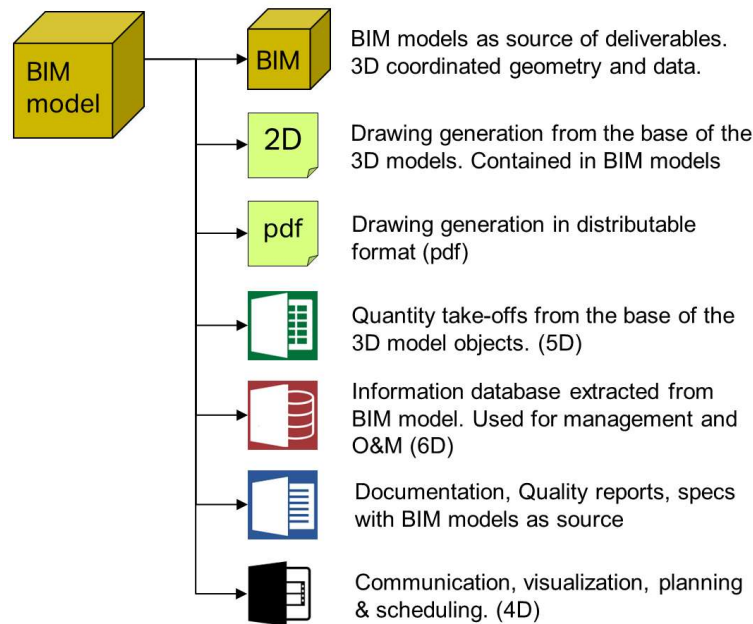 BIM
model
BIM
BIM models as source of deliverables.
3D coordinated geometry and data.
2D
Drawing generation from the base of the
3D models. Contained in BIM models
pdf
Drawing generation in distributable
format (pdf)
Quantity take-offs from the base of the
3D model objects. (5D)
Information database extracted from
BIM model. Used for management and
O&M (6D)
Documentation, Quality reports, specs
with BIM models as source
Communication, visualization, planning
& scheduling. (4D)